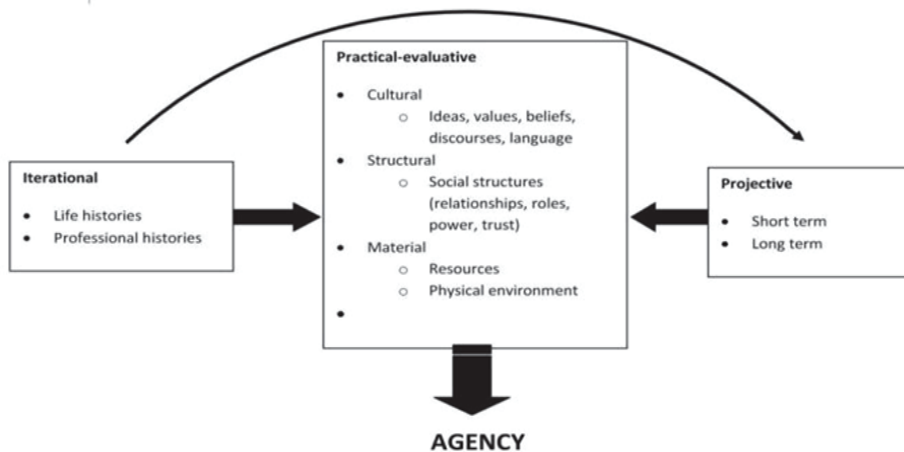 Iterational
• Life histories
• Professional histories
Practical-evaluative
• Cultural
o Ideas, values, beliefs,
discourses, language
• Structural
o Social structures
(relationships, roles,
power, trust)
• Material
o Resources
o Physical environment
•
Projective
• Short term
• Long term
AGENCY